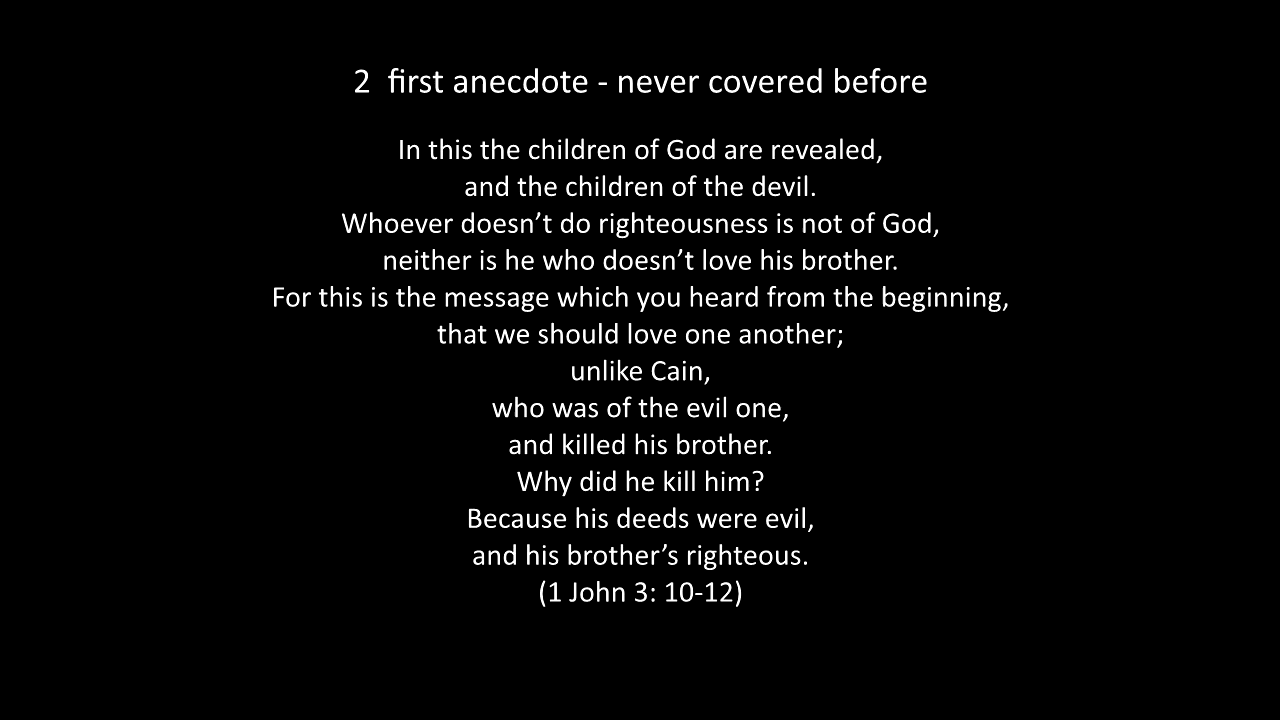 2  first anecdote - never covered before
In this the children of God are revealed,
and the children of the devil.
Whoever doesn’t do righteousness is not of God,
neither is he who doesn’t love his brother.
For this is the message which you heard from the beginning,
that we should love one another;
unlike Cain,
who was of the evil one,
and killed his brother.
Why did he kill him?
Because his deeds were evil,
and his brother’s righteous.
(1 John 3: 10-12)